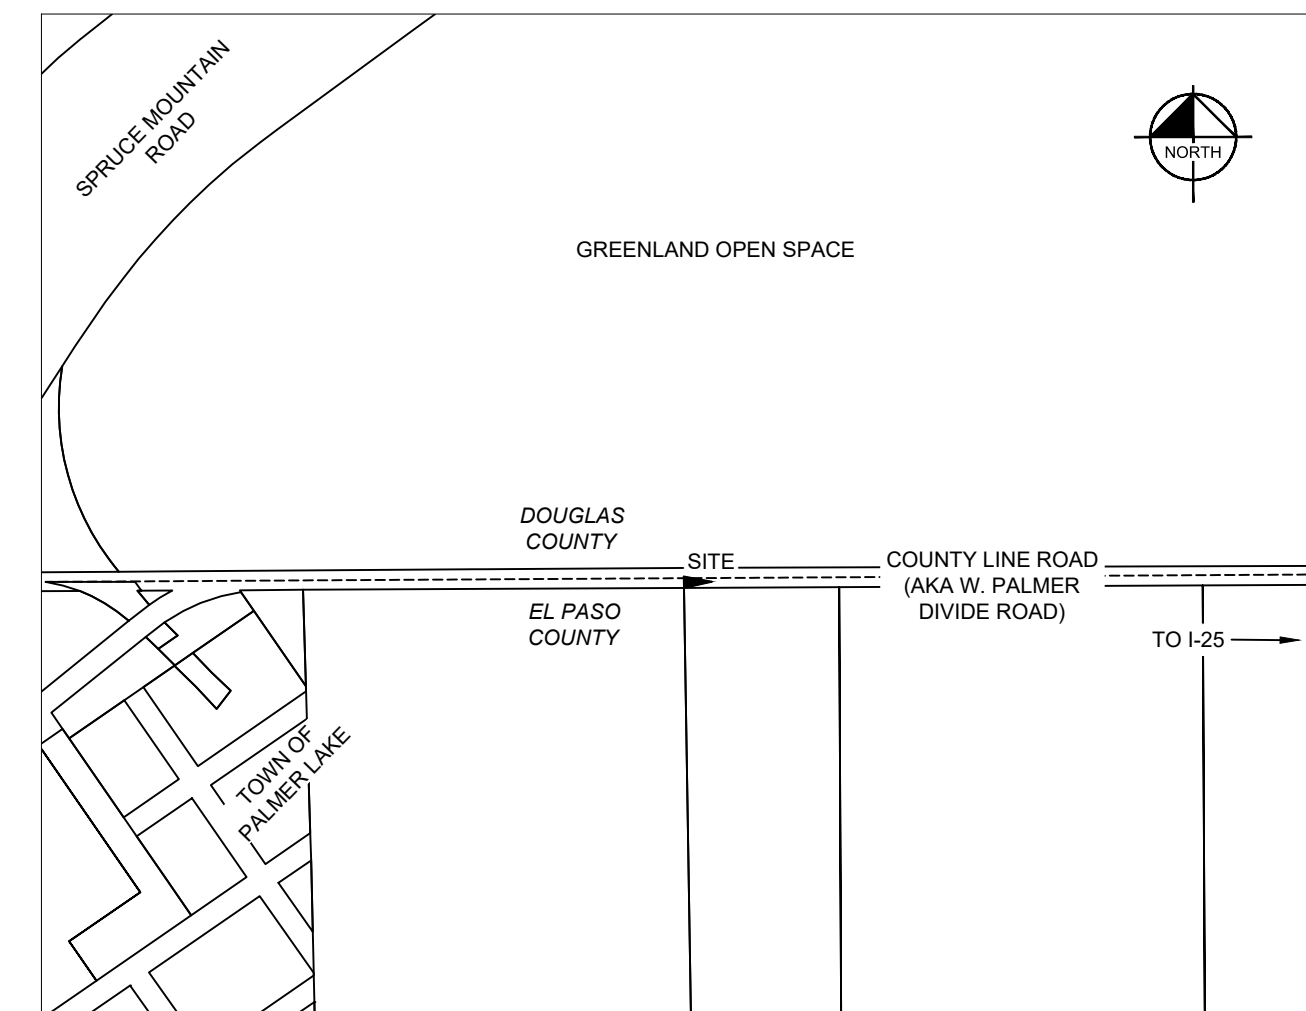 SPRUCE MOUNTAIN
ROAD
NORTH
GREENLAND OPEN SPACE
DOUGLAS
COUNTY
SITE
COUNTY LINE ROAD
(AKA W. PALMER
DIVIDE ROAD)
EL PASO
COUNTY
TO I-25
TOWN OF
PALMER LAKE